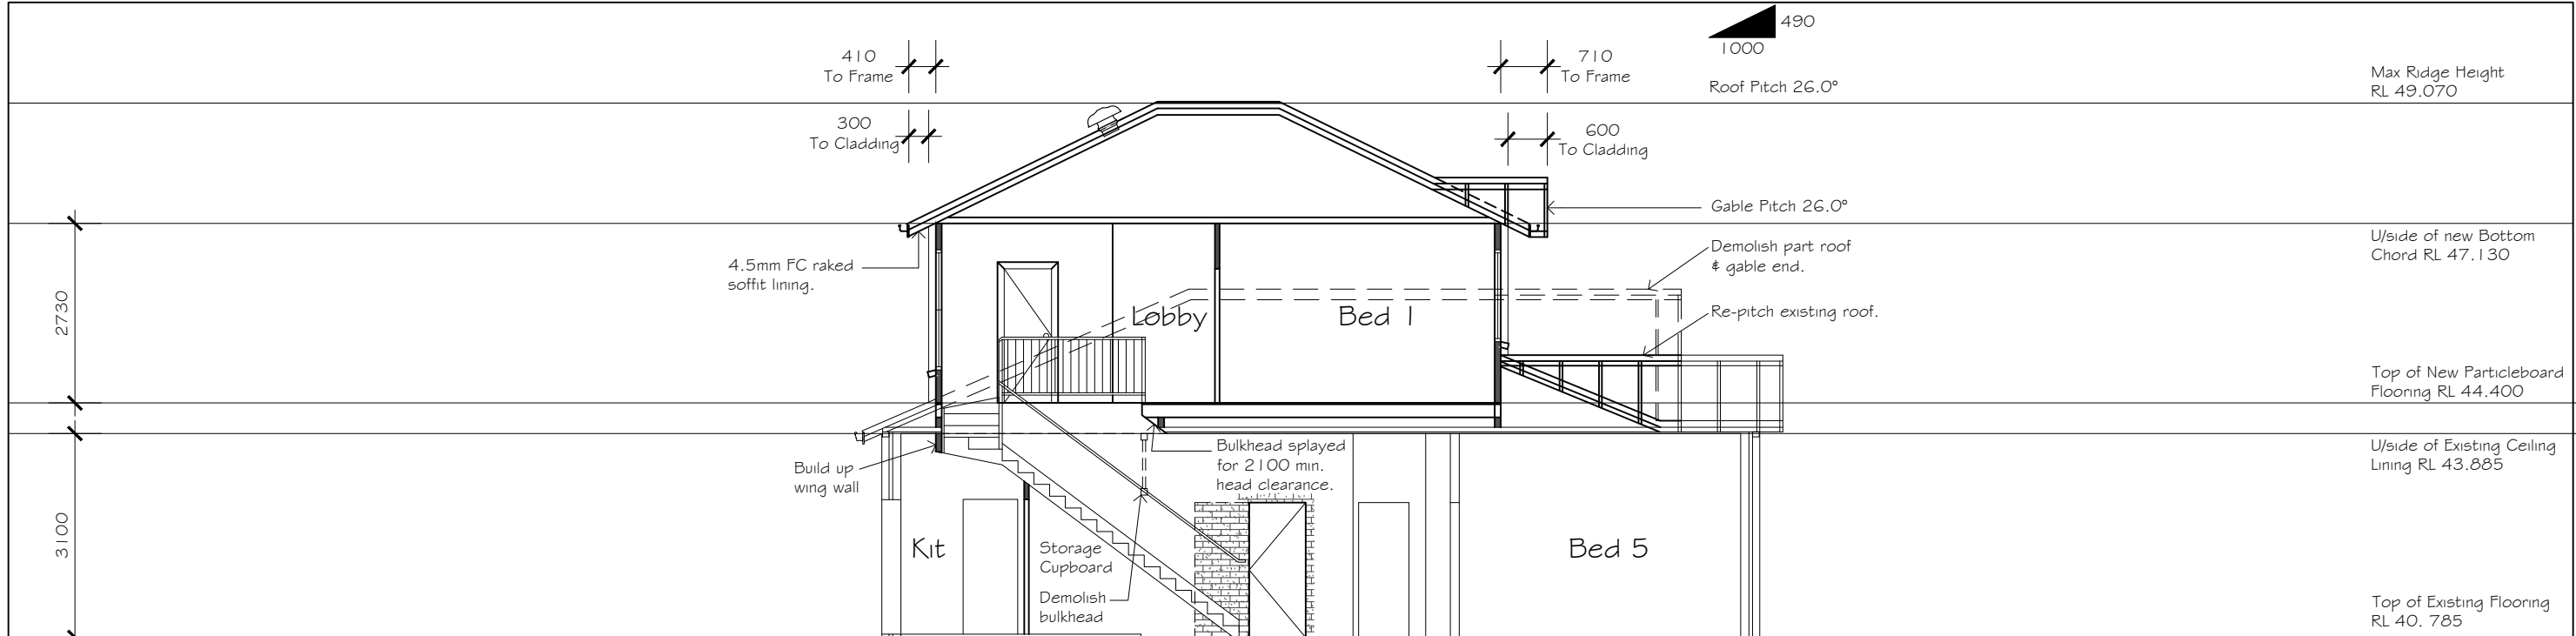 490
1000
Roof Pitch 26.0°
410
To Frame
300
To Cladding
710
To Frame
600
To Cladding
Max Ridge Height
RL 49.070
Gable Pitch 26.0°
U/side of new Bottom
Chord RL 47.130
4.5mm FC raked
soffit lining.
Demolish part roof
& gable end.
Re-pitch existing roof.
2730
Lobby
Bed 1
Top of New Particleboard
Flooring RL 44.400
Build up
wing wall
Bulkhead splayed
for 2100 min.
head clearance.
U/side of Existing Ceiling
Lining RL 43.885
3100
Kit
Storage
Cupboard
Demolish
bulkhead
Bed 5
Top of Existing Flooring
RL 40. 785